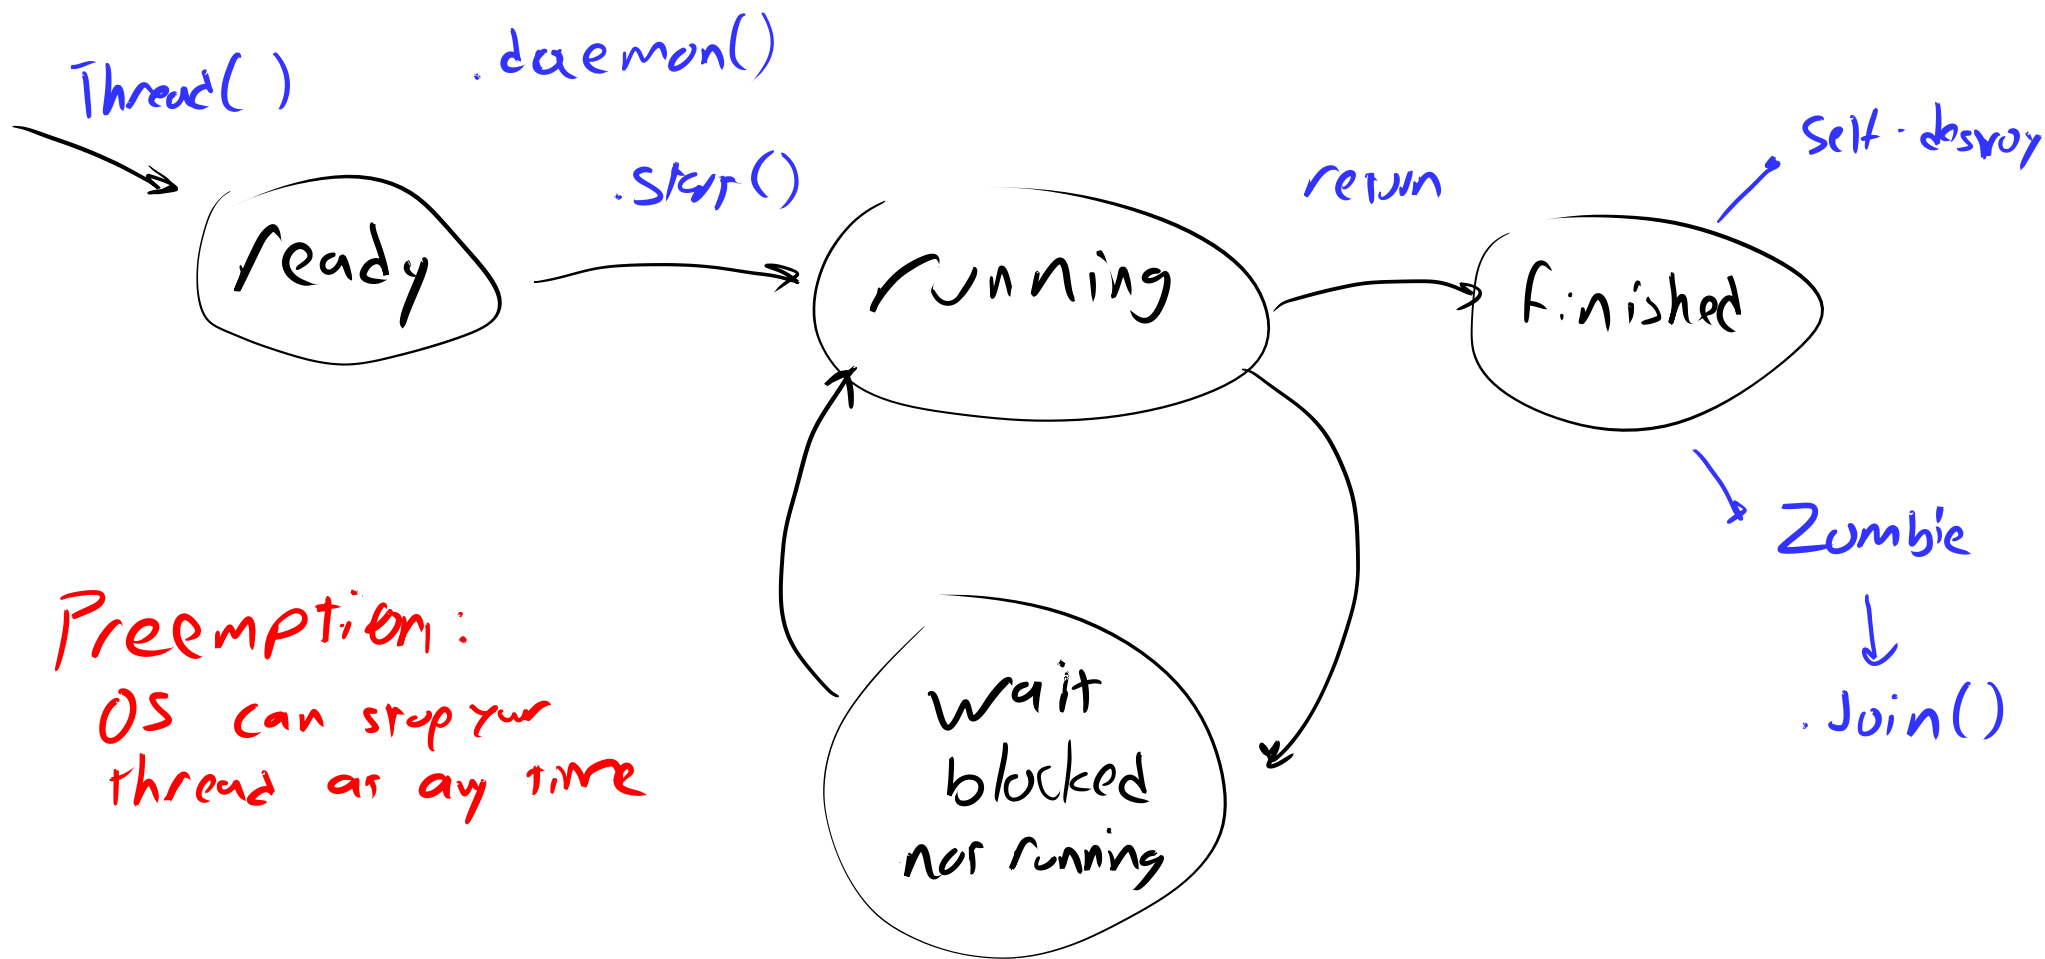 Thread()
.daemon()
.start()
return
self-desroy
ready
running
finished
Zombie
.Join()
wait
blocked
not running
Preemption:
OS can stop your
thread at any time